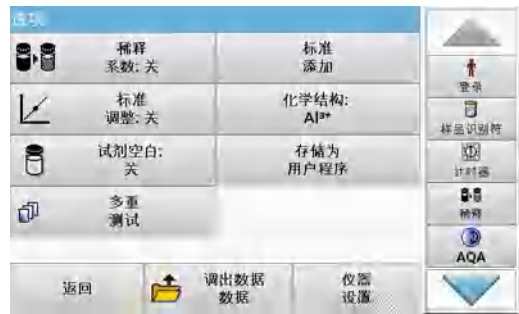 选项
稀释
系数: 关
标准
添加
标准
调整: 关
化学结构:
Al³⁺
试剂空白:
关
存储为
用户程序
多重
测试
返回
调出数据
数据
仪器
设置
登录
样品识别符
计时器
稀释
AQA